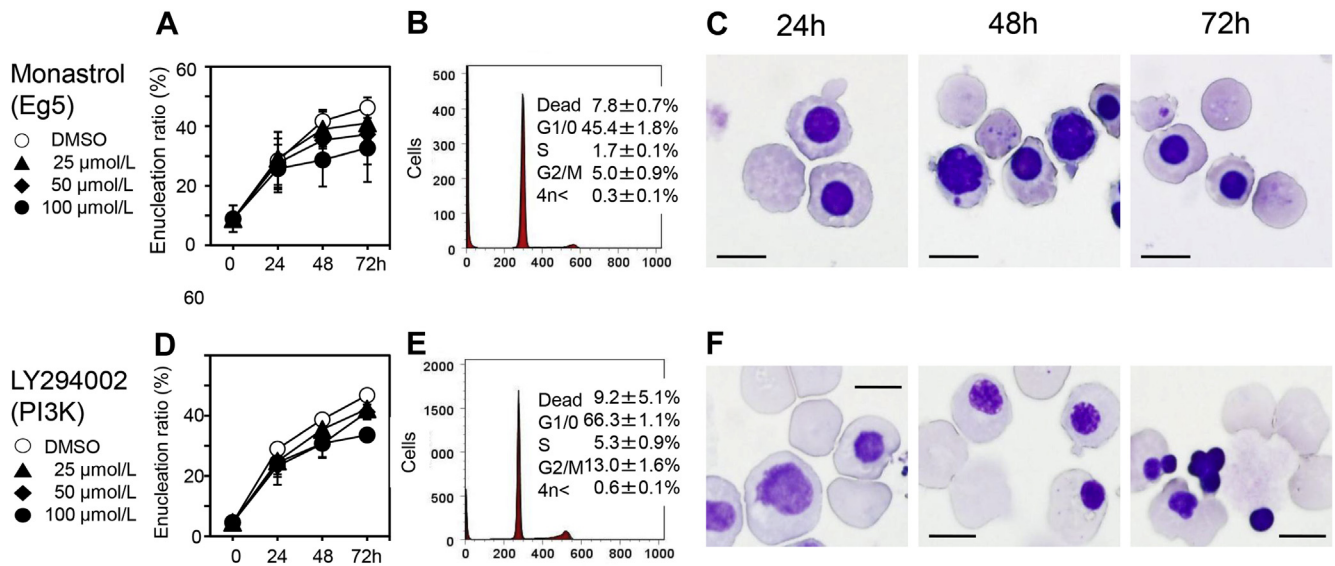 A
B
C
24h
48h
72h
Monastrol
(Eg5)
DMSO
25 μmol/L
50 μmol/L
100 μmol/L
Enucleation ratio (%)
60
40
20
0
0 24 48 72h
Cells
500
400
300
200
100
0
0 200 400 600 800 1000
Dead 7.8±0.7%
G1/0 45.4±1.8%
S 1.7±0.1%
G2/M 5.0±0.9%
4n< 0.3±0.1%
60
D
E
F
LY294002
(PI3K)
DMSO
25 μmol/L
50 μmol/L
100 μmol/L
Enucleation ratio (%)
40
20
0
0 24 48 72h
Cells
2000
1500
000
500
0
0 200 400 600 800 1000
Dead 9.2±5.1%
G1/0 66.3±1.1%
S 5.3±0.9%
G2/M 13.0±1.6%
4n< 0.6±0.1%